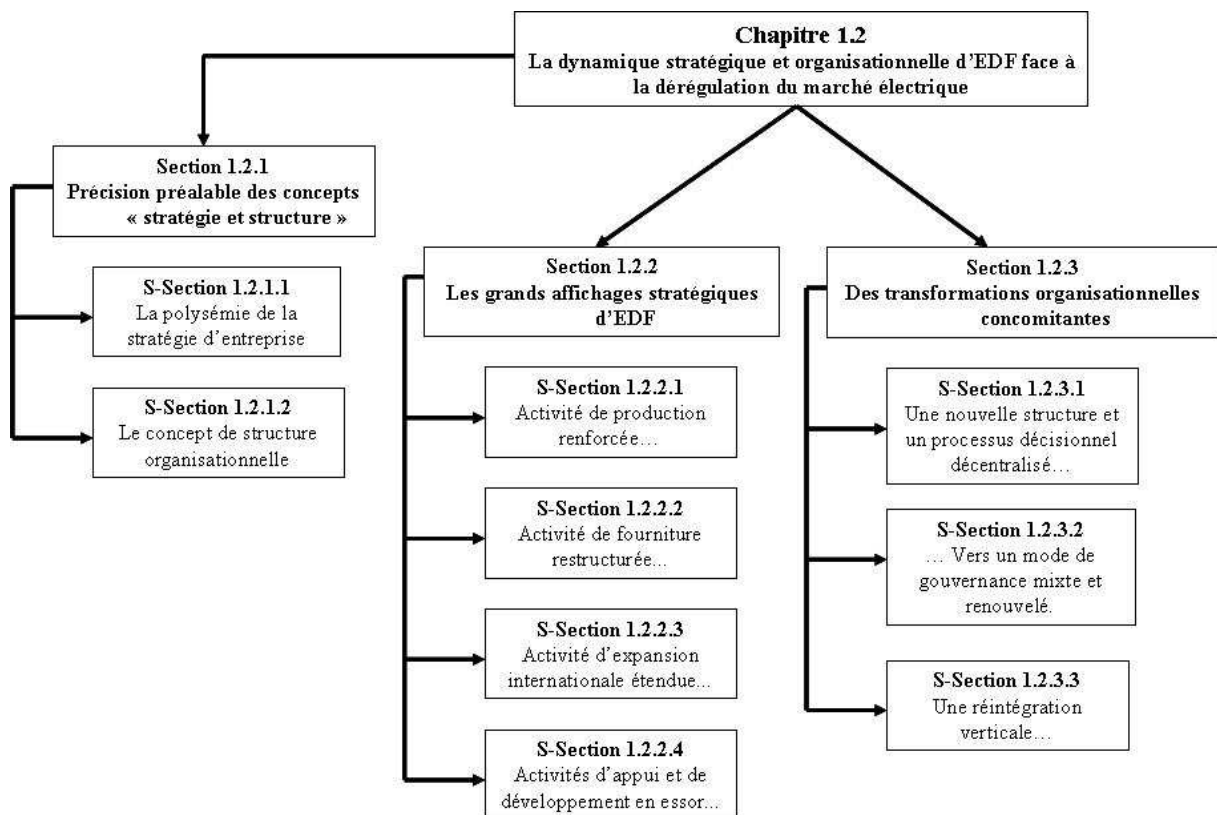 Chapitre 1.2
La dynamique stratégique et organisationnelle d’EDF face à
la dérégulation du marché électrique
Section 1.2.1
Précision préalable des concepts
« stratégie et structure »
S-Section 1.2.1.1
La polysémie de la
stratégie d’entreprise
S-Section 1.2.1.2
Le concept de structure
organisationnelle
Section 1.2.2
Les grands affichages stratégiques
d’EDF
S-Section 1.2.2.1
Activité de production
renforcée…
S-Section 1.2.2.2
Activité de fourniture
restructurée…
S-Section 1.2.2.3
Activité d’expansion
internationale étendue…
S-Section 1.2.2.4
Activités d’appui et de
développement en essor…
Section 1.2.3
Des transformations organisationnelles
concomitantes
S-Section 1.2.3.1
Une nouvelle structure et
un processus décisionnel
décentralisé…
S-Section 1.2.3.2
… Vers un mode de
gouvernance mixte et
renouvelé.
S-Section 1.2.3.3
Une réintégration
verticale…